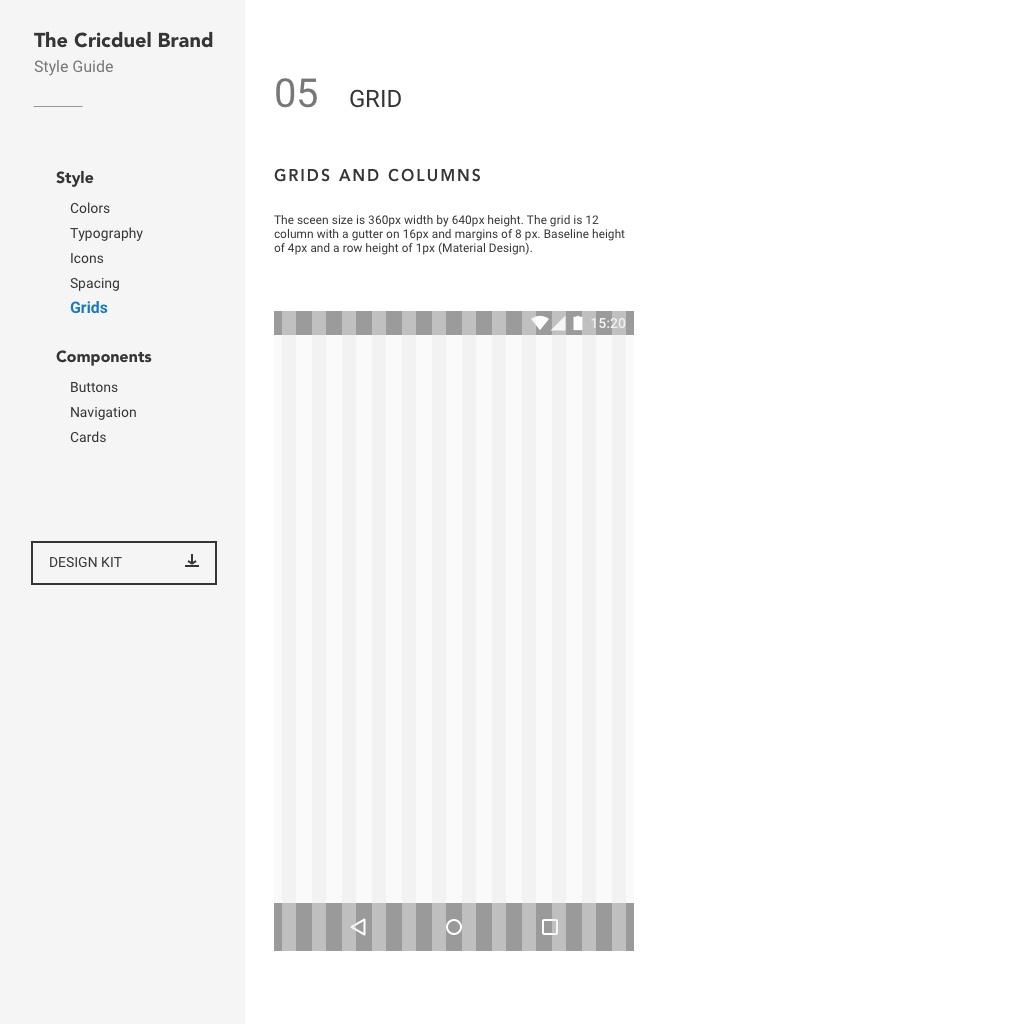 The Cricduel Brand
Style Guide
Style
Colors
Typography
Icons
Spacing
Grids
Components
Buttons
Navigation
Cards
DESIGN KIT
05 GRID
GRIDS AND COLUMNS
The sceen size is 360px width by 640px height. The grid is 12
column with a gutter on 16px and margins of 8 px. Baseline height
of 4px and a row height of 1px (Material Design).
15:20